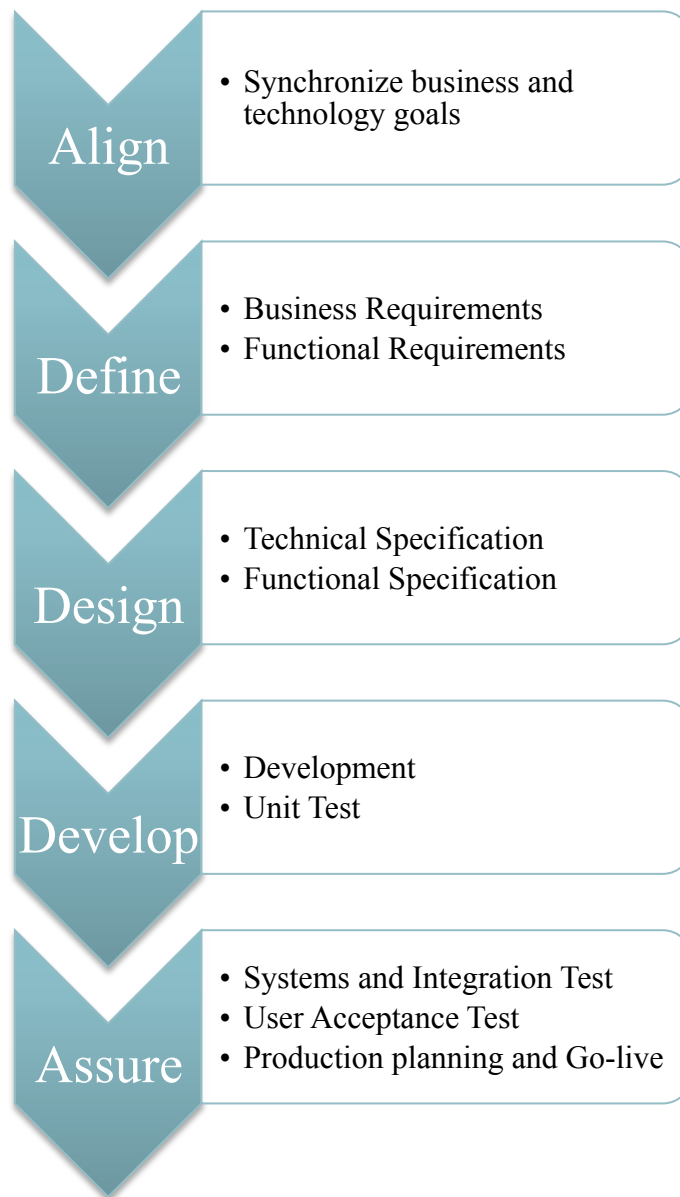 Align
• Synchronize business and
technology goals
Define
• Business Requirements
• Functional Requirements
Design
• Technical Specification
• Functional Specification
Develop
• Development
• Unit Test
Assure
• Systems and Integration Test
• User Acceptance Test
• Production planning and Go-live